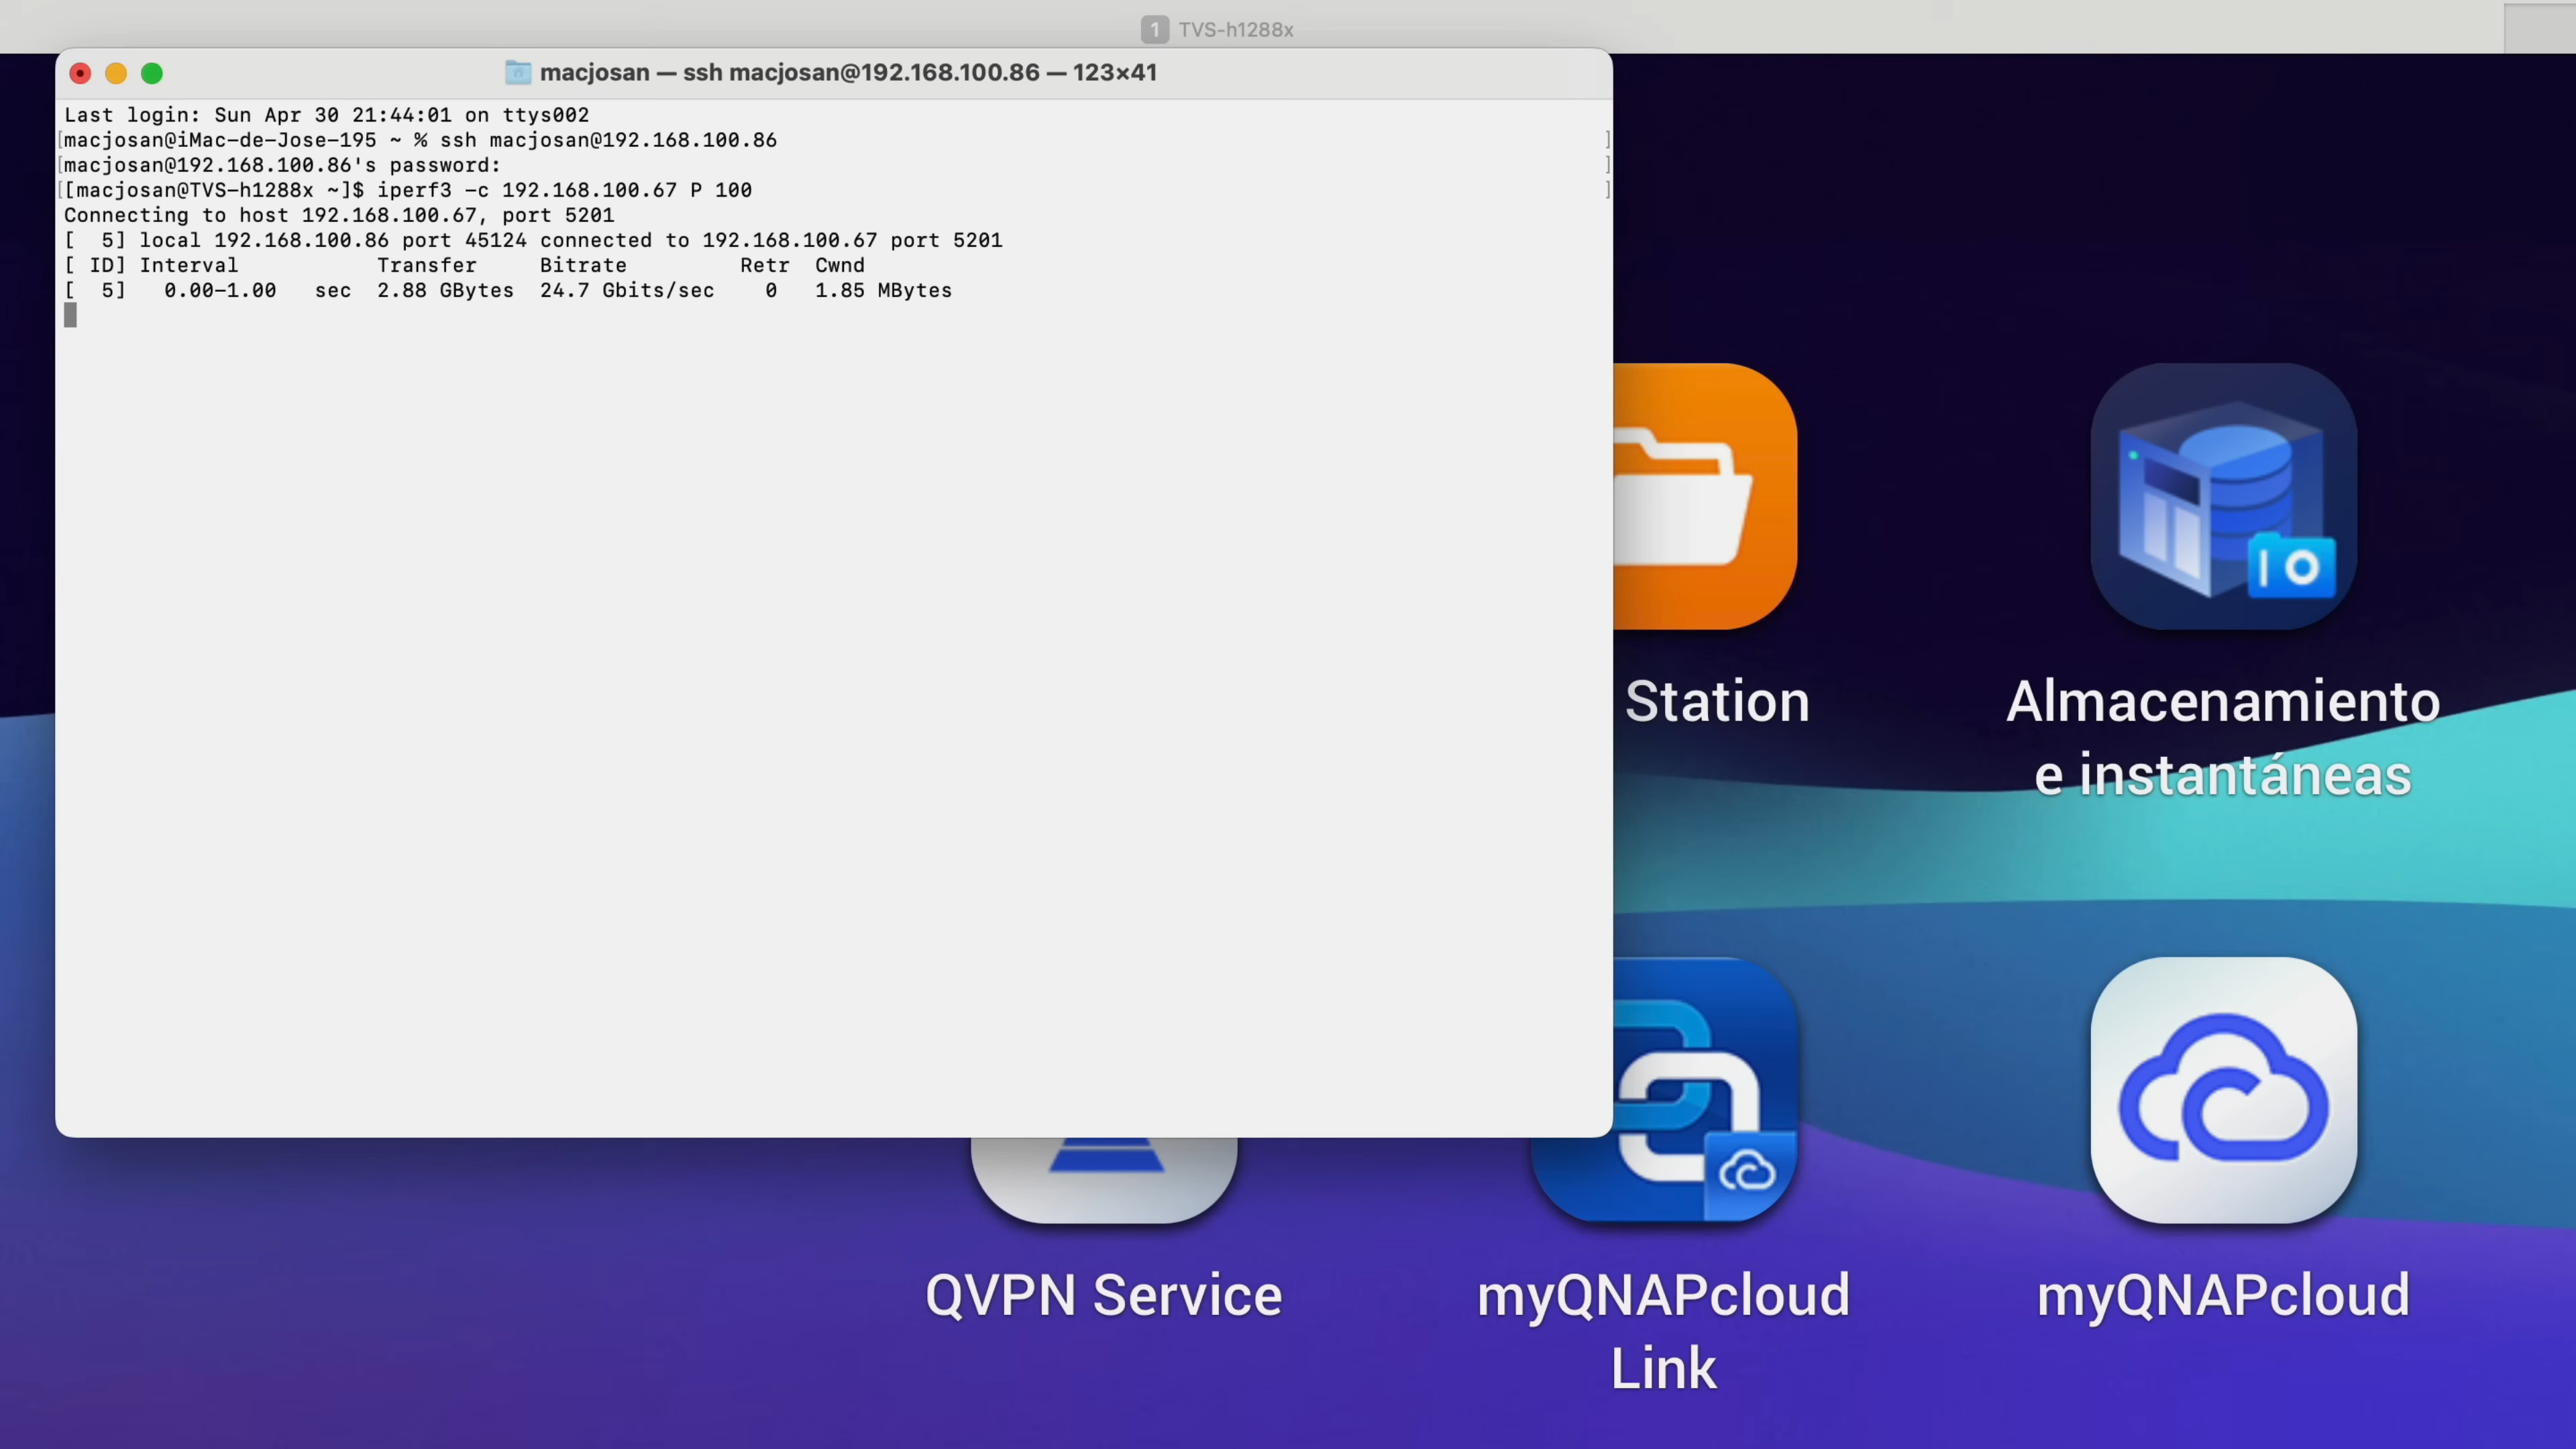 1 TVS-h1288x
macjosan — ssh macjosan@192.168.100.86 — 123×41
Last login: Sun Apr 30 21:44:01 on ttys002
[macjosan@iMac-de-Jose-195 ~ % ssh macjosan@192.168.100.86 ]
[macjosan@192.168.100.86's password: ]
[[macjosan@TVS-h1288x ~]$ iperf3 -c 192.168.100.67 P 100 ]
Connecting to host 192.168.100.67, port 5201
[  5] local 192.168.100.86 port 45124 connected to 192.168.100.67 port 5201
[ ID] Interval           Transfer     Bitrate         Retr  Cwnd
[  5]   0.00-1.00   sec  2.88 GBytes  24.7 Gbits/sec    0   1.85 MBytes
Station
Almacenamiento
e instantáneas
QVPN Service
myQNAPcloud
Link
myQNAPcloud